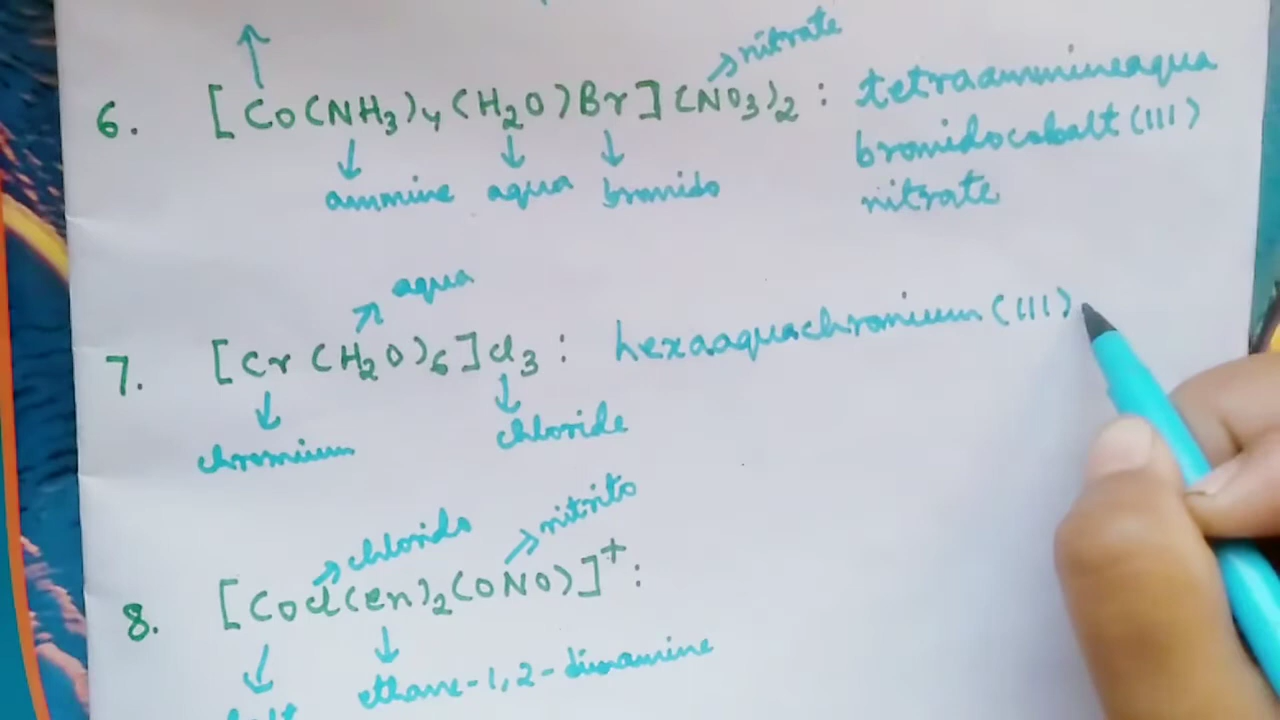 nitrate
6. [Co(NH3)4(H2O)Br](NO3)2 : tetraammineaqua
bromidocobalt(III)
ammine aqua bromido
nitrate
aqua
7. [Cr(H2O)6]Cl3 : hexaaquachromium(III)
chromium chloride
chlorido nitrito
8. [CoCl(en)2(ONO)]+ :
ethane-1,2-diamine